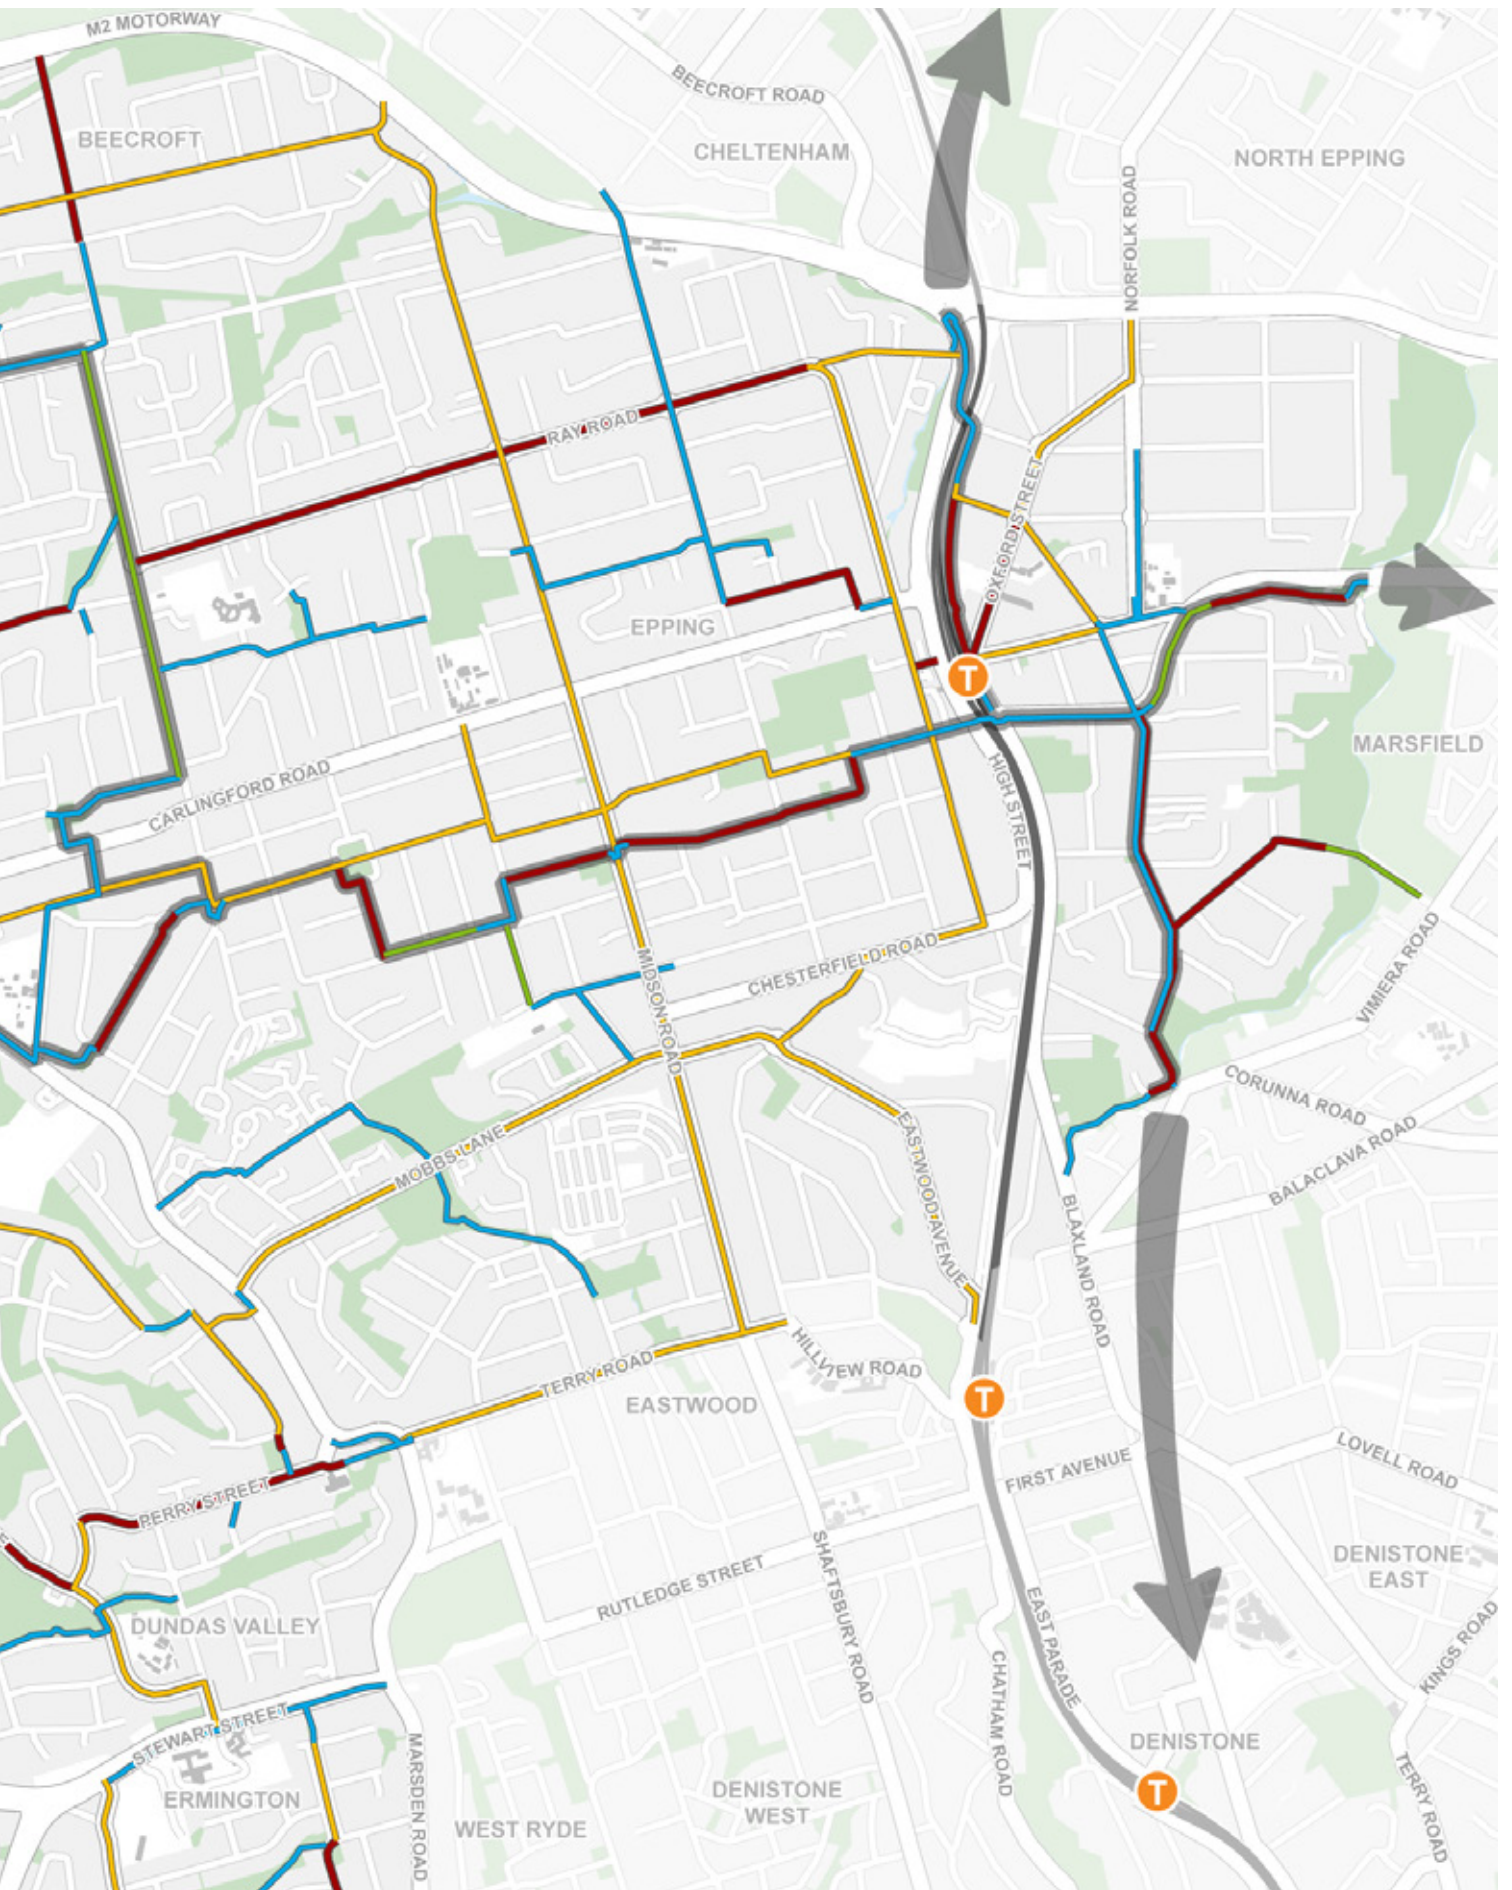 M2 MOTORWAY
BEECROFT ROAD
BEECROFT
CHELTENHAM
NORTH EPPING
NORFOLK ROAD
RAY ROAD
OXFORD STREET
EPPING
T
MARSFIELD
CARLINGFORD ROAD
HIGH STREET
CHESTERFIELD ROAD
MIDSON ROAD
VIMIERA ROAD
CORUNNA ROAD
BALACLAVA ROAD
MOBBS LANE
EASTWOOD AVENUE
BLAXLAND ROAD
HILLVIEW ROAD
TERRY ROAD
EASTWOOD
T
LOVELL ROAD
FIRST AVENUE
PERRY STREET
RUTLEDGE STREET
SHAFTSBURY ROAD
DENISTONE
EAST
EAST PARADE
KINGS ROAD
DUNDAS VALLEY
CHATHAM ROAD
STEWART STREET
DENISTONE
T
MARSDEN ROAD
ERMINGTON
DENISTONE
WEST
WEST RYDE
TERRY ROAD